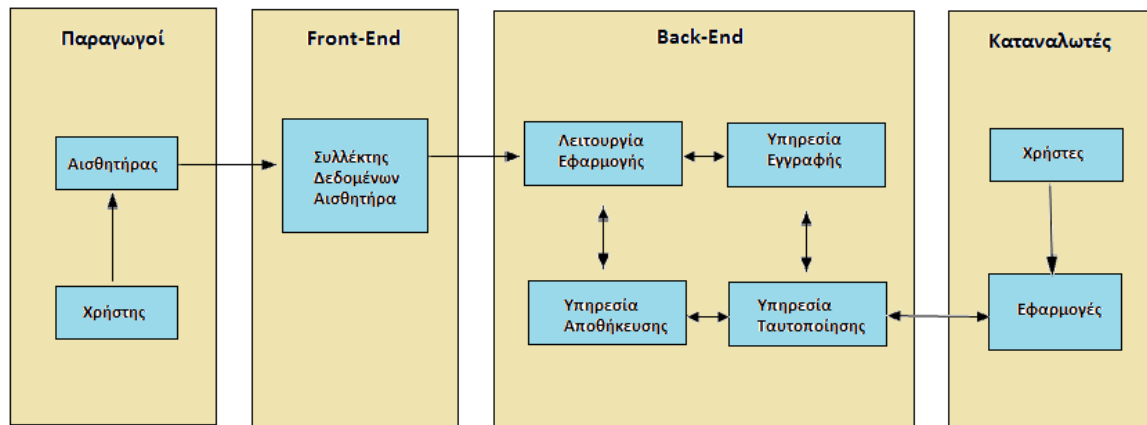 Παραγωγοί
Αισθητήρας
Χρήστης
Front-End
Συλλέκτης
Δεδομένων
Αισθητήρα
Back-End
Λειτουργία
Εφαρμογής
Υπηρεσία
Εγγραφής
Υπηρεσία
Αποθήκευσης
Υπηρεσία
Ταυτοποίησης
Καταναλωτές
Χρήστες
Εφαρμογές